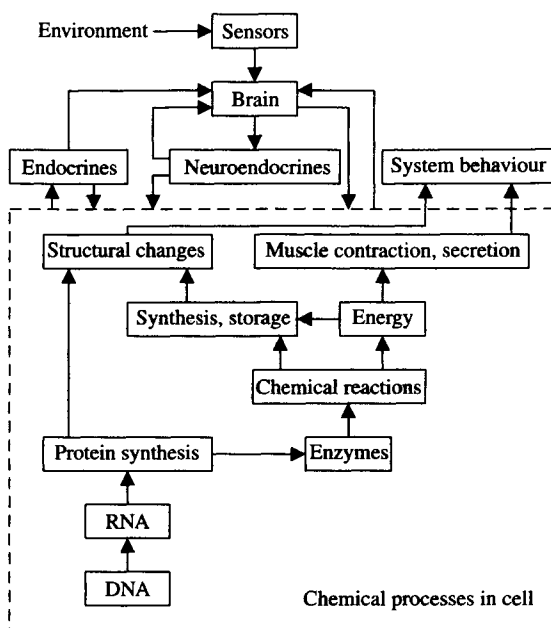 Environment
Sensors
Brain
Endocrines
Neuroendocrines
System behaviour
Structural changes
Muscle contraction, secretion
Synthesis, storage
Energy
Chemical reactions
Protein synthesis
Enzymes
RNA
DNA
Chemical processes in cell